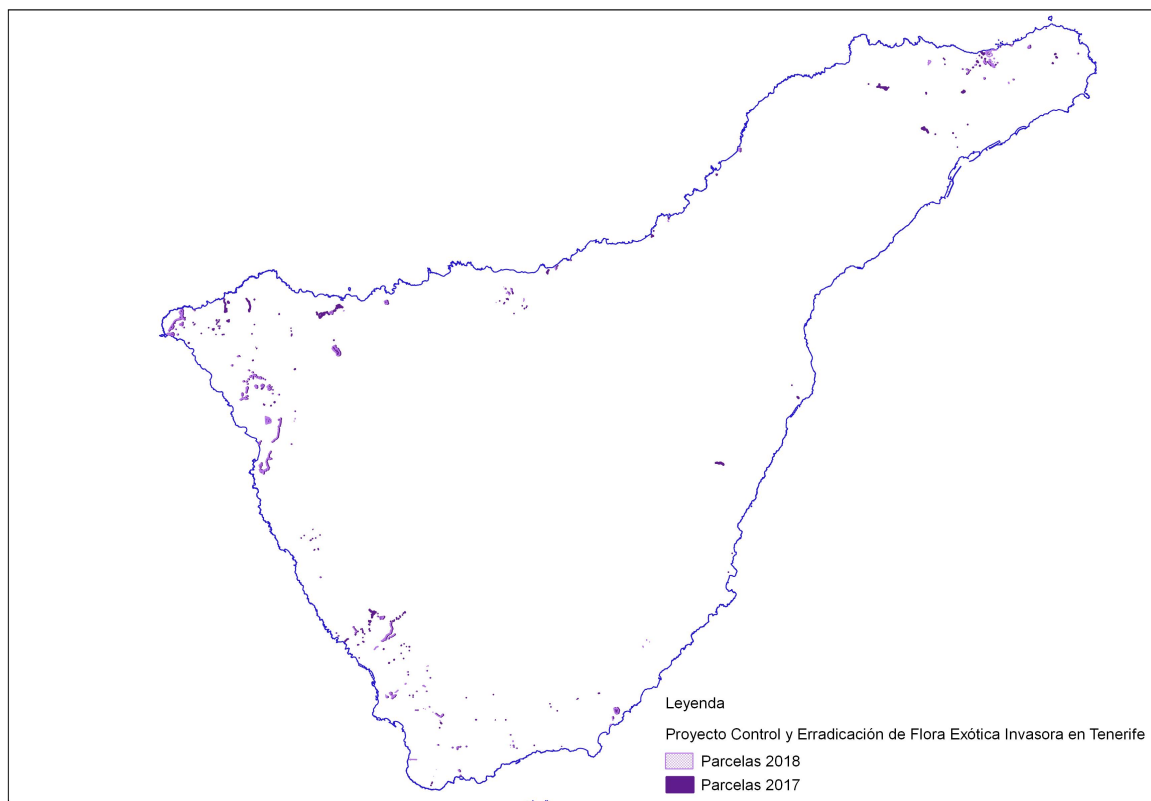 Leyenda
Proyecto Control y Erradicación de Flora Exótica Invasora en Tenerife
Parcelas 2018
Parcelas 2017